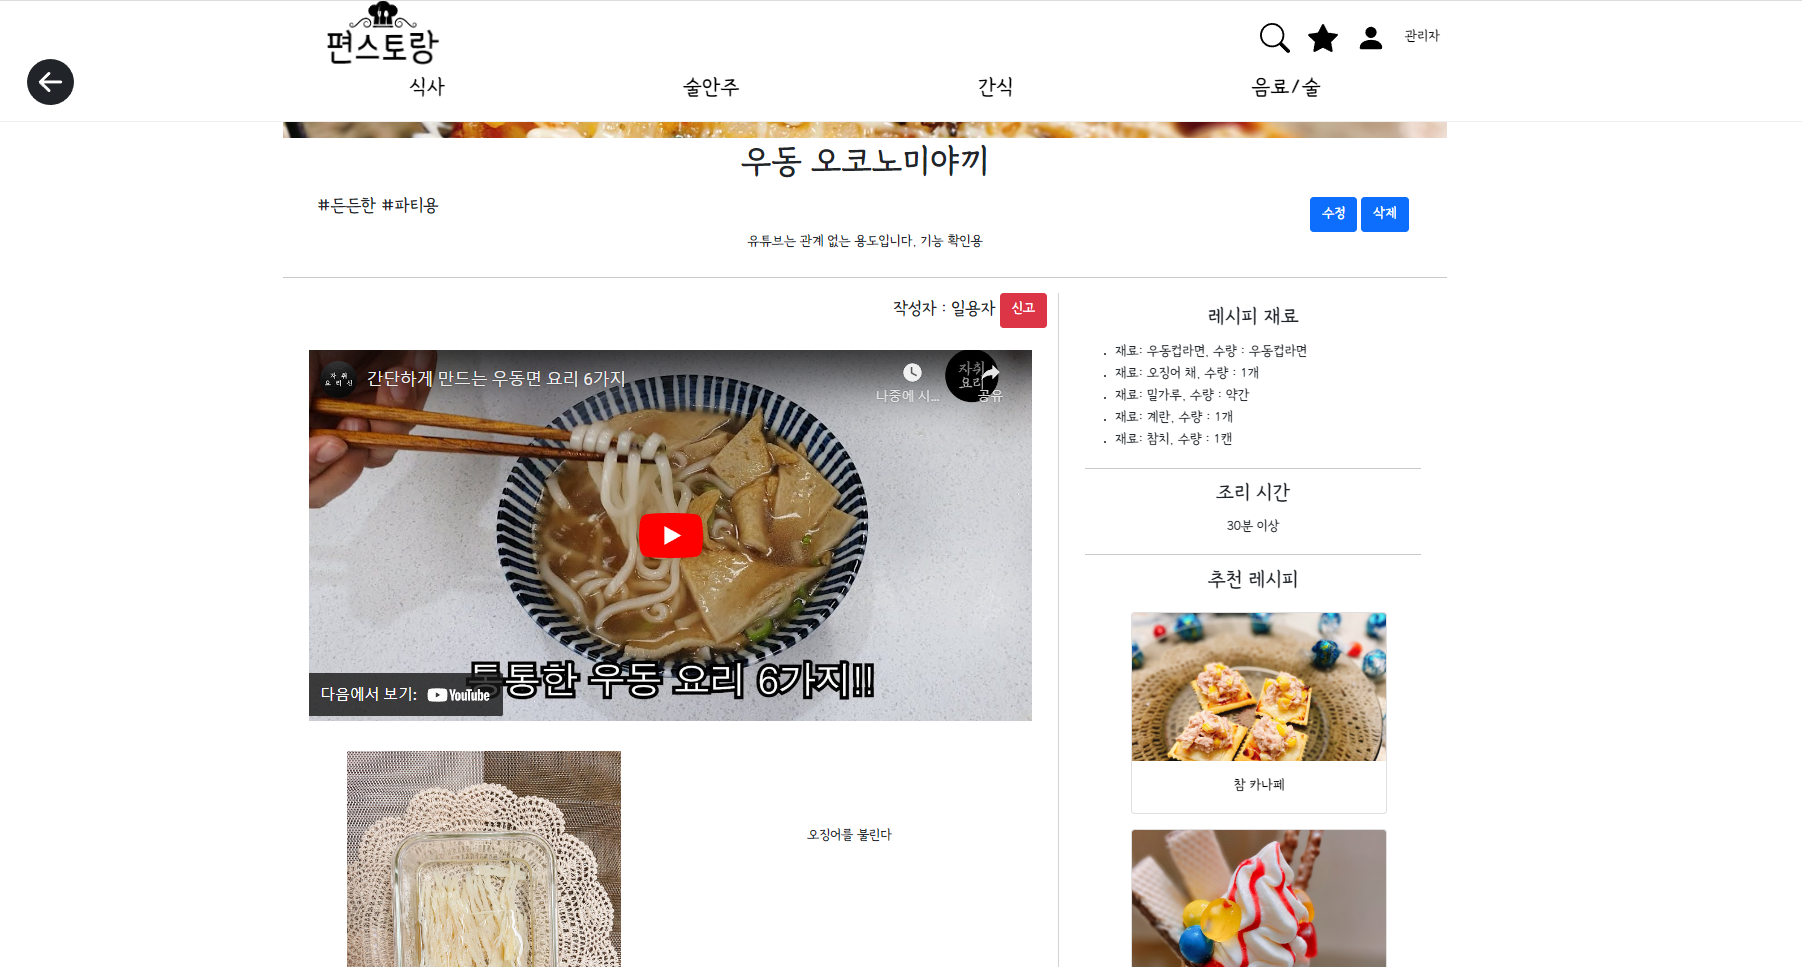 편스토랑
관리자
식사 술안주 간식 음료/술
우동 오코노미야끼
#든든한 #파티용
수정 삭제
유튜브는 관계 없는 용도입니다. 기능 확인용
작성자 : 일용자 신고
자취
요리신
간단하게 만드는 우동면 요리 6가지
나중에 시...
자취
요리
공유
통통한 우동 요리 6가지!!
다음에서 보기: YouTube
오징어를 불린다
레시피 재료
재료: 우동컵라면, 수량 : 우동컵라면
재료: 오징어 채, 수량 : 1개
재료: 밀가루, 수량 : 약간
재료: 계란, 수량 : 1개
재료: 참치, 수량 : 1캔
조리 시간
30분 이상
추천 레시피
참 카나페